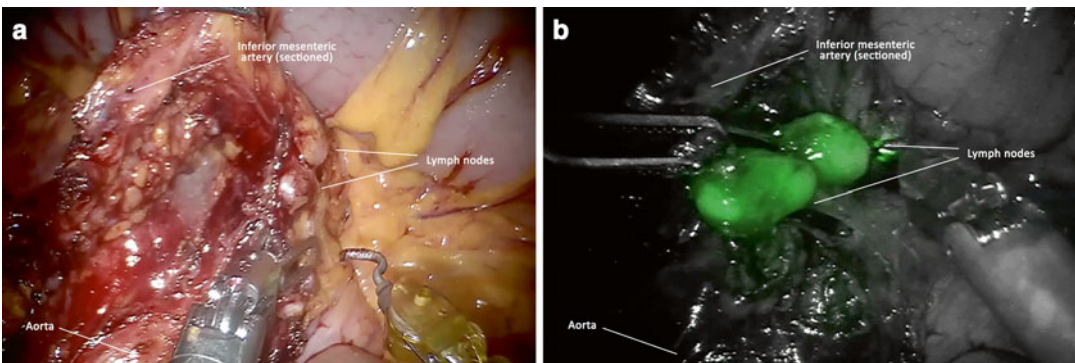 a
Inferior mesenteric
artery (sectioned)
Lymph nodes
Aorta
b
Inferior mesenteric
artery (sectioned)
Lymph nodes
Aorta